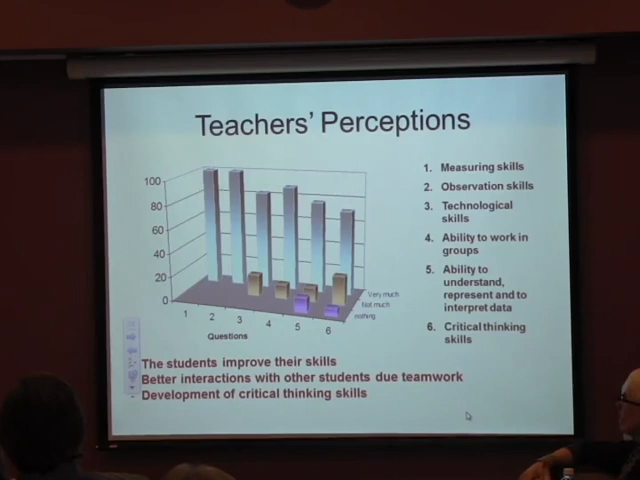 Teachers' Perceptions
100
80
60
40
20
0
1
2
3
4
5
6
Very much
Not much
nothing
Questions
1. Measuring skills
2. Observation skills
3. Technological
skills
4. Ability to work in
groups
5. Ability to
understand,
represent and to
interpret data
6. Critical thinking
skills
The students improve their skills
Better interactions with other students due teamwork
Development of critical thinking skills